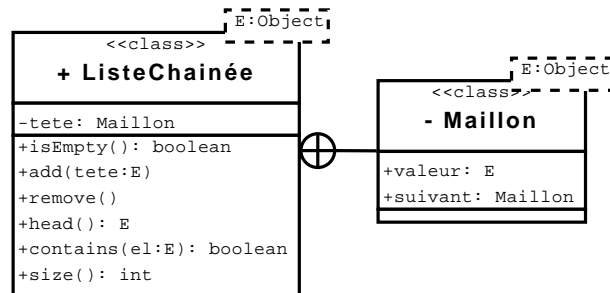 E:Object
<<class>>
+ ListeChainée
-tete: Maillon
+isEmpty(): boolean
+add(tete:E)
+remove()
+head(): E
+contains(el:E): boolean
+size(): int
E:Object
<<class>>
- Maillon
+valeur: E
+suivant: Maillon